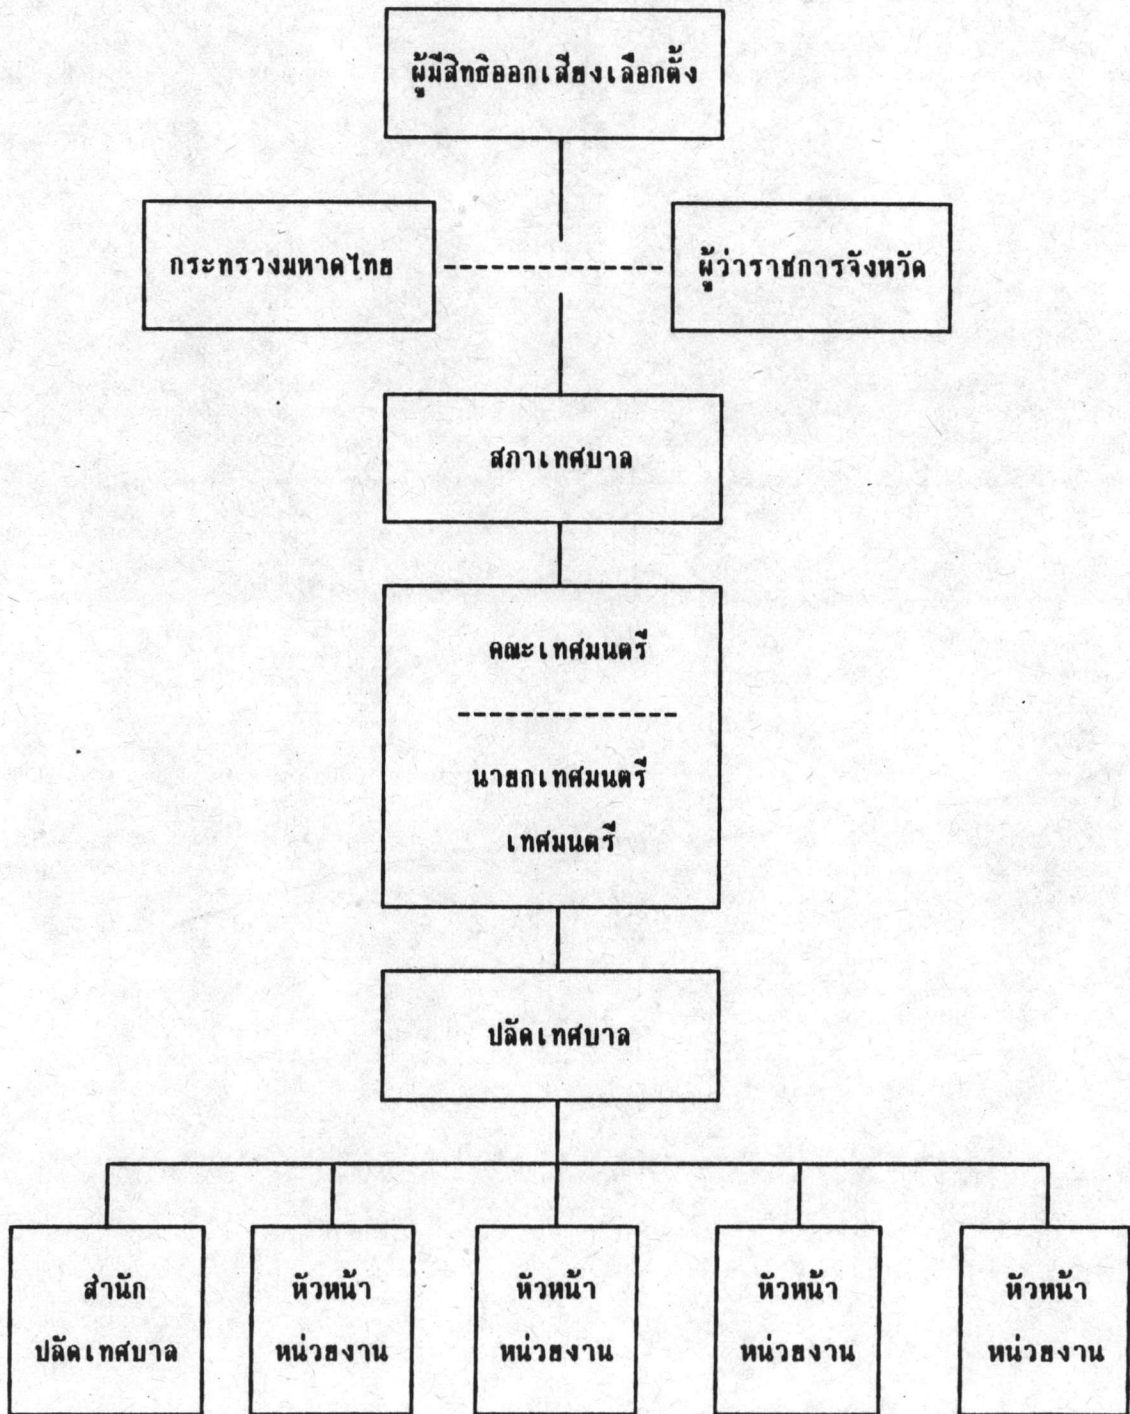 ผู้มีสิทธิออกเสียงเลือกตั้ง
กระทรวงมหาดไทย
ผู้ว่าราชการจังหวัด
สภาเทศบาล
คณะเทศมนตรี
นายกเทศมนตรี
เทศมนตรี
ปลัดเทศบาล
สำนัก
ปลัดเทศบาล
หัวหน้า
หน่วยงาน
หัวหน้า
หน่วยงาน
หัวหน้า
หน่วยงาน
หัวหน้า
หน่วยงาน